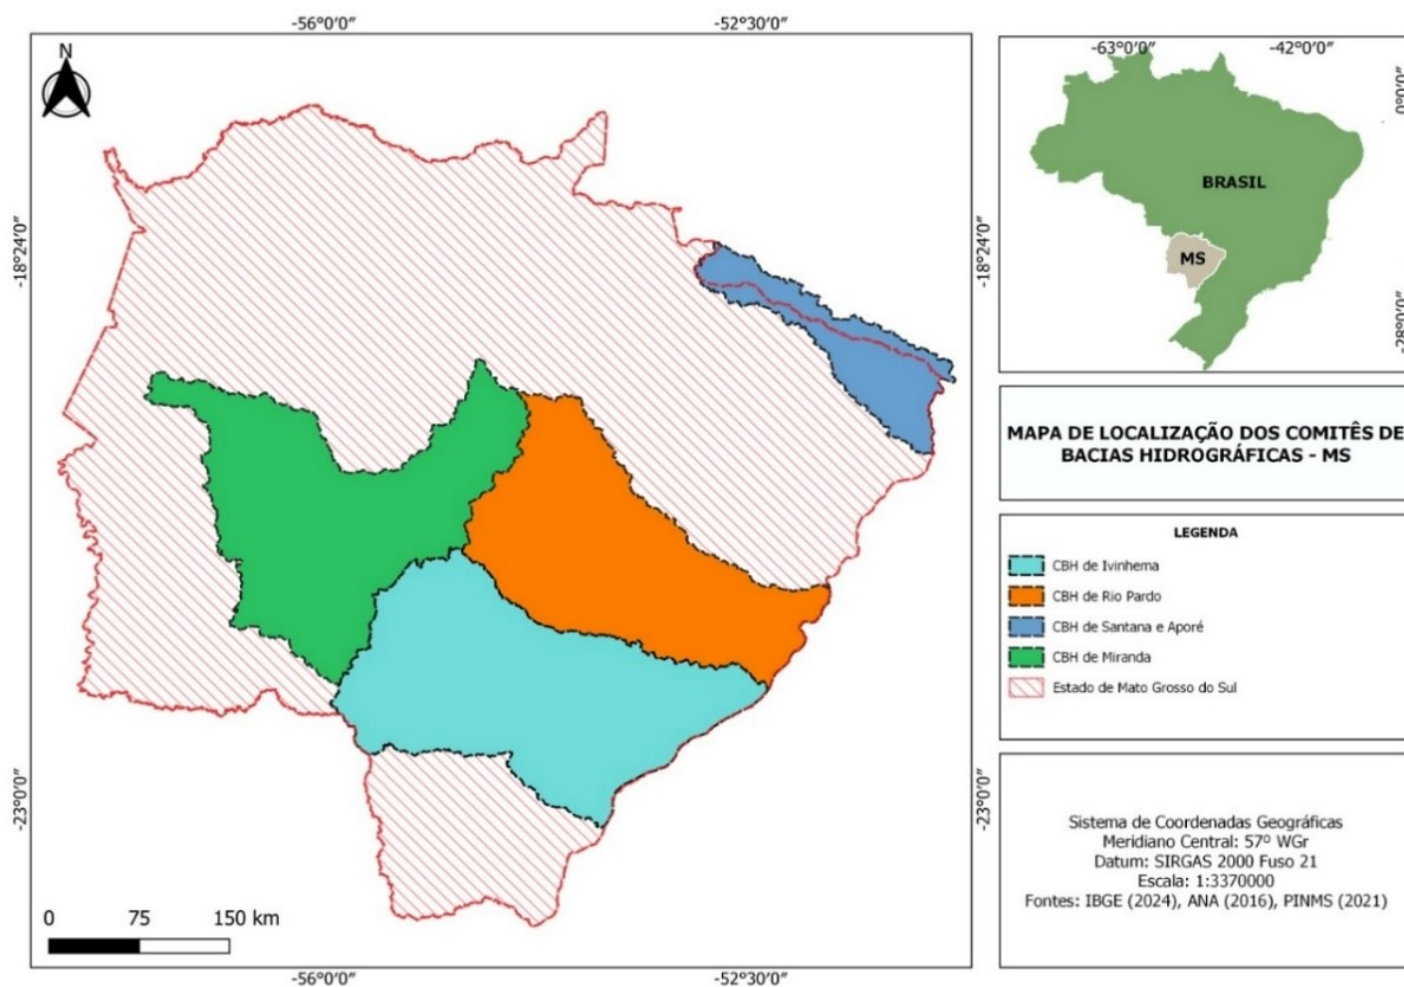 -56°0′0″
-52°30′0″
N
-18°24′0″
-18°24′0″
-23°0′0″
-23°0′0″
0 75 150 km
-56°0′0″
-52°30′0″
-63°0′0″
-42°0′0″
0°0′0″
-28°0′0″
BRASIL
MS
MAPA DE LOCALIZAÇÃO DOS COMITÊS DE
BACIAS HIDROGRÁFICAS - MS
LEGENDA
CBH de Ivinhema
CBH de Rio Pardo
CBH de Santana e Aporé
CBH de Miranda
Estado de Mato Grosso do Sul
Sistema de Coordenadas Geográficas
Meridiano Central: 57º WGr
Datum: SIRGAS 2000 Fuso 21
Escala: 1:3370000
Fontes: IBGE (2024), ANA (2016), PINMS (2021)